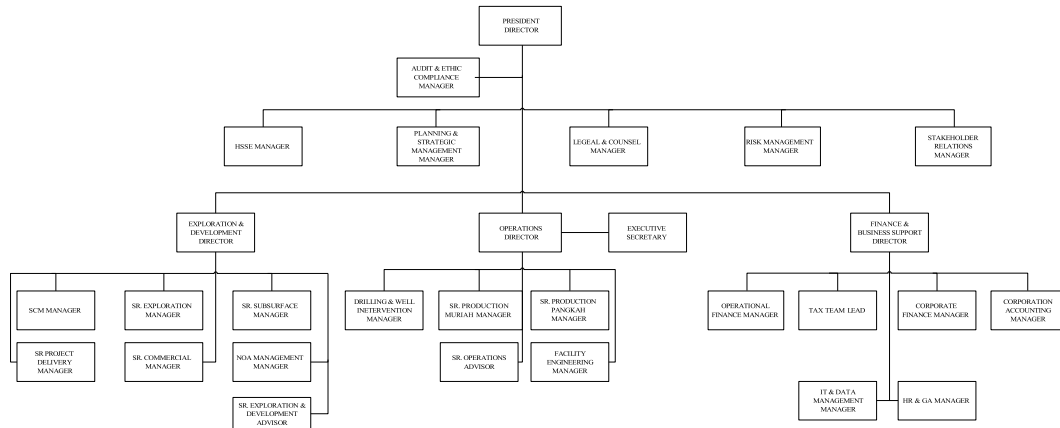 PRESIDENT
DIRECTOR
AUDIT & ETHIC
COMPLIANCE
MANAGER
HSSE MANAGER
PLANNING &
STRATEGIC
MANAGEMENT
MANAGER
LEGEAL & COUNSEL
MANAGER
RISK MANAGEMENT
MANAGER
STAKEHOLDER
RELATIONS
MANAGER
EXPLORATION &
DEVELOPMENT
DIRECTOR
OPERATIONS
DIRECTOR
EXECUTIVE
SECRETARY
FINANCE &
BUSINESS SUPPORT
DIRECTOR
SCM MANAGER
SR. EXPLORATION
MANAGER
SR. SUBSURFACE
MANAGER
DRILLING & WELL
INETERVENTION
MANAGER
SR. PRODUCTION
MURIAH MANAGER
SR. PRODUCTION
PANGKAH
MANAGER
OPERATIONAL
FINANCE MANAGER
TAX TEAM LEAD
CORPORATE
FINANCE MANAGER
CORPORATION
ACCOUNTING
MANAGER
SR PROJECT
DELIVERY
MANAGER
SR. COMMERCIAL
MANAGER
NOA MANAGEMENT
MANAGER
SR. OPERATIONS
ADVISOR
FACILITY
ENGINEERING
MANAGER
SR. EXPLORATION &
DEVELOPMENT
ADVISOR
IT & DATA
MANAGEMENT
MANAGER
HR & GA MANAGER